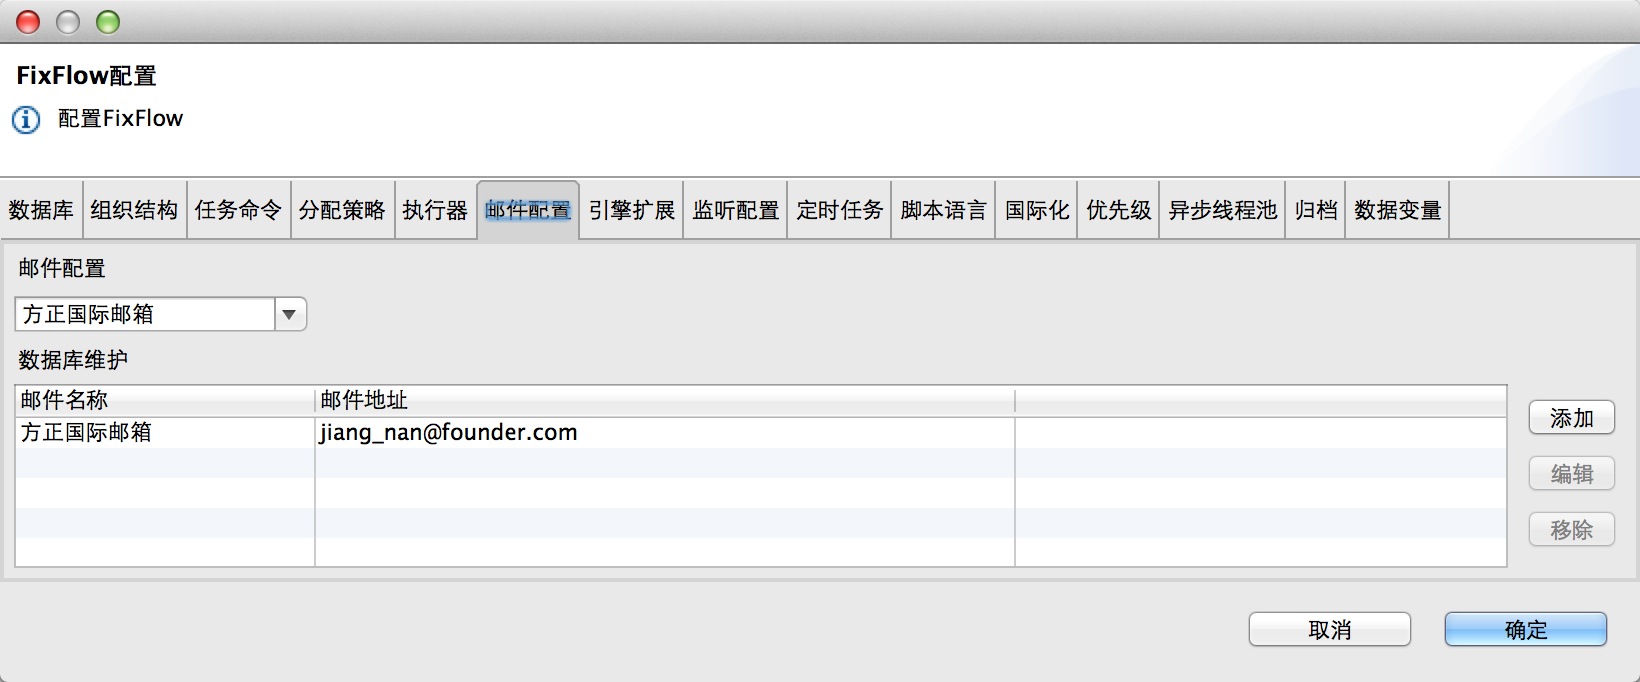 FixFlow配置
配置FixFlow
数据库 组织结构 任务命令 分配策略 执行器 邮件配置 引擎扩展 监听配置 定时任务 脚本语言 国际化 优先级 异步线程池 归档 数据变量
邮件配置
方正国际邮箱
数据库维护
邮件名称 邮件地址
方正国际邮箱 jiang_nan@founder.com
添加
编辑
移除
取消 确定